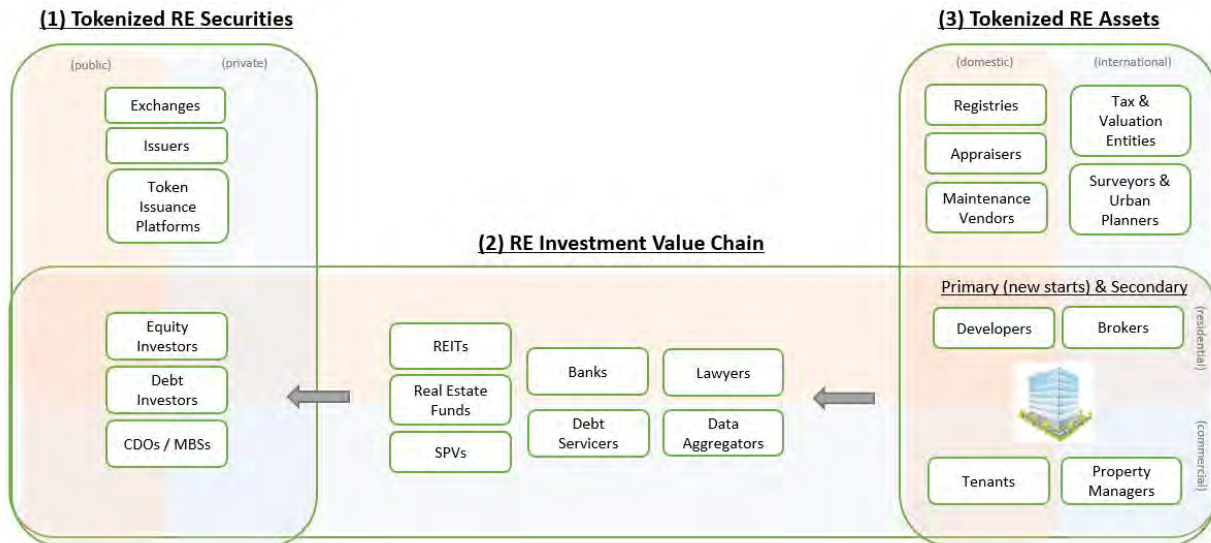 (1) Tokenized RE Securities
(public)
(private)
Exchanges
Issuers
Token
Issuance
Platforms
Equity
Investors
Debt
Investors
CDOs / MBSs
(2) RE Investment Value Chain
REITs
Real Estate
Funds
SPVs
Banks
Debt
Servicers
Lawyers
Data
Aggregators
(3) Tokenized RE Assets
(domestic)
(international)
Registries
Appraisers
Maintenance
Vendors
Tax &
Valuation
Entities
Surveyors &
Urban
Planners
Primary (new starts) & Secondary
Developers
Brokers
(residential)
Tenants
Property
Managers
(commercial)